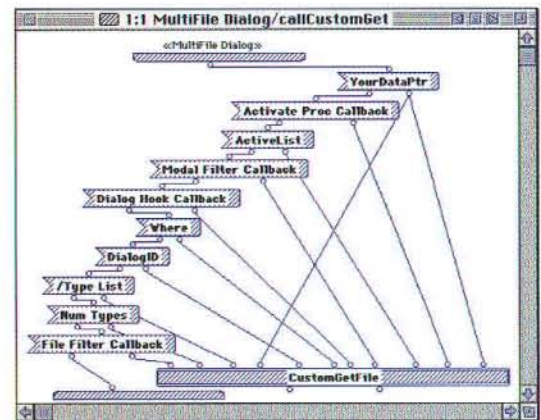 1:1 MultiFile Dialog/callCustomGet
«MultiFile Dialog»
YourDataPtr
Activate Proc Callback
ActiveList
Modal Filter Callback
Dialog Hook Callback
Where
DialogID
/Type List
Num Types
File Filter Callback
CustomGetFile